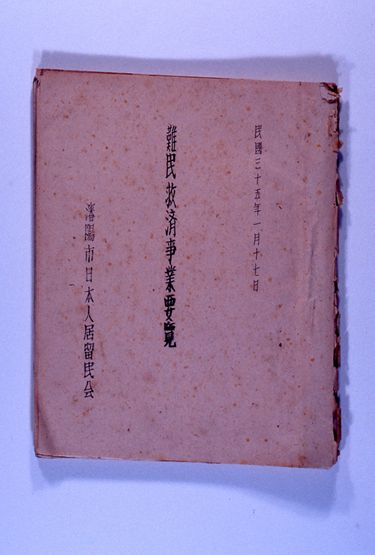 民國三十五年一月十七日
難民救済事業要覧
瀋陽市日本人居留民会